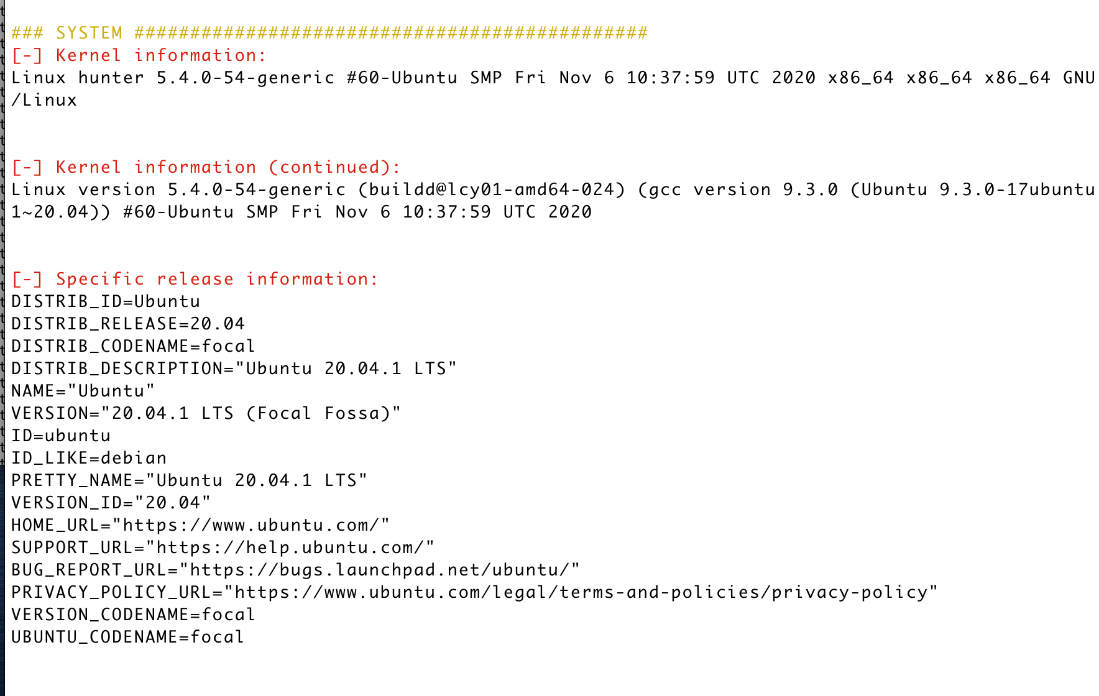 ### SYSTEM ##############################################
[-] Kernel information:
Linux hunter 5.4.0-54-generic #60-Ubuntu SMP Fri Nov 6 10:37:59 UTC 2020 x86_64 x86_64 x86_64 GNU
/Linux
[-] Kernel information (continued):
Linux version 5.4.0-54-generic (buildd@lcy01-amd64-024) (gcc version 9.3.0 (Ubuntu 9.3.0-17ubuntu
1~20.04)) #60-Ubuntu SMP Fri Nov 6 10:37:59 UTC 2020
[-] Specific release information:
DISTRIB_ID=Ubuntu
DISTRIB_RELEASE=20.04
DISTRIB_CODENAME=focal
DISTRIB_DESCRIPTION="Ubuntu 20.04.1 LTS"
NAME="Ubuntu"
VERSION="20.04.1 LTS (Focal Fossa)"
ID=ubuntu
ID_LIKE=debian
PRETTY_NAME="Ubuntu 20.04.1 LTS"
VERSION_ID="20.04"
HOME_URL="https://www.ubuntu.com/"
SUPPORT_URL="https://help.ubuntu.com/"
BUG_REPORT_URL="https://bugs.launchpad.net/ubuntu/"
PRIVACY_POLICY_URL="https://www.ubuntu.com/legal/terms-and-policies/privacy-policy"
VERSION_CODENAME=focal
UBUNTU_CODENAME=focal